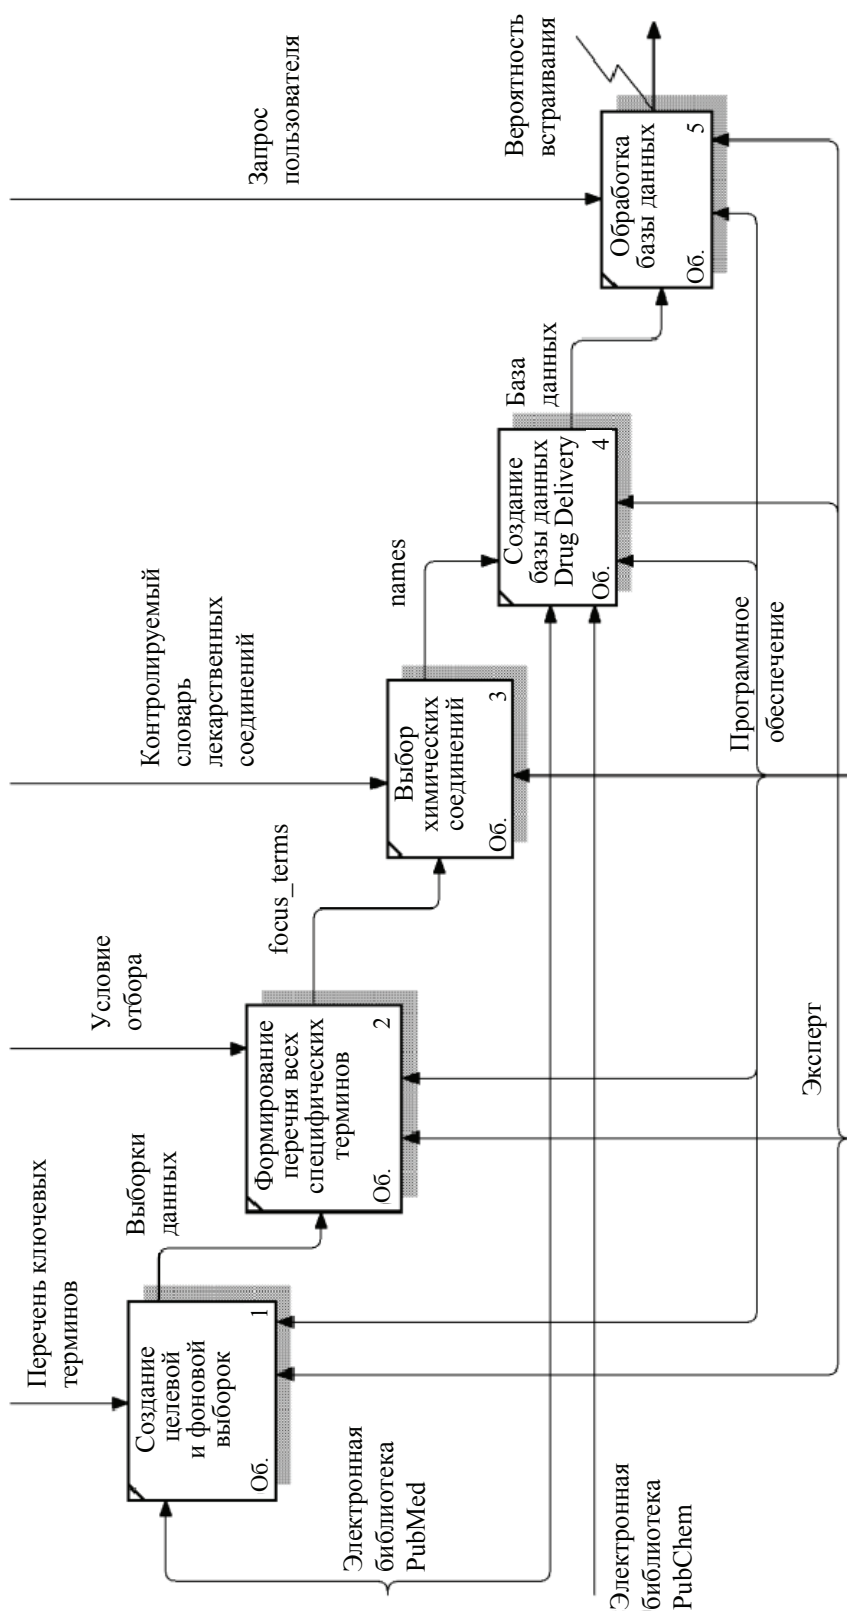 Перечень ключевых
терминов
Условие
отбора
Контролируемый
словарь
лекарственных
соединений
Запрос
пользователя
Создание
целевой
и фоновой
выборок
Об.
1
Выборки
данных
Формирование
перечня всех
специфических
терминов
Об.
2
focus_terms
Выбор
химических
соединений
Об.
3
names
Создание
базы данных
Drug Delivery
Об.
4
База
данных
Обработка
базы данных
Об.
5
Вероятность
встраивания
Электронная
библиотека
PubMed
Электронная
библиотека
PubChem
Эксперт
Программное
обеспечение